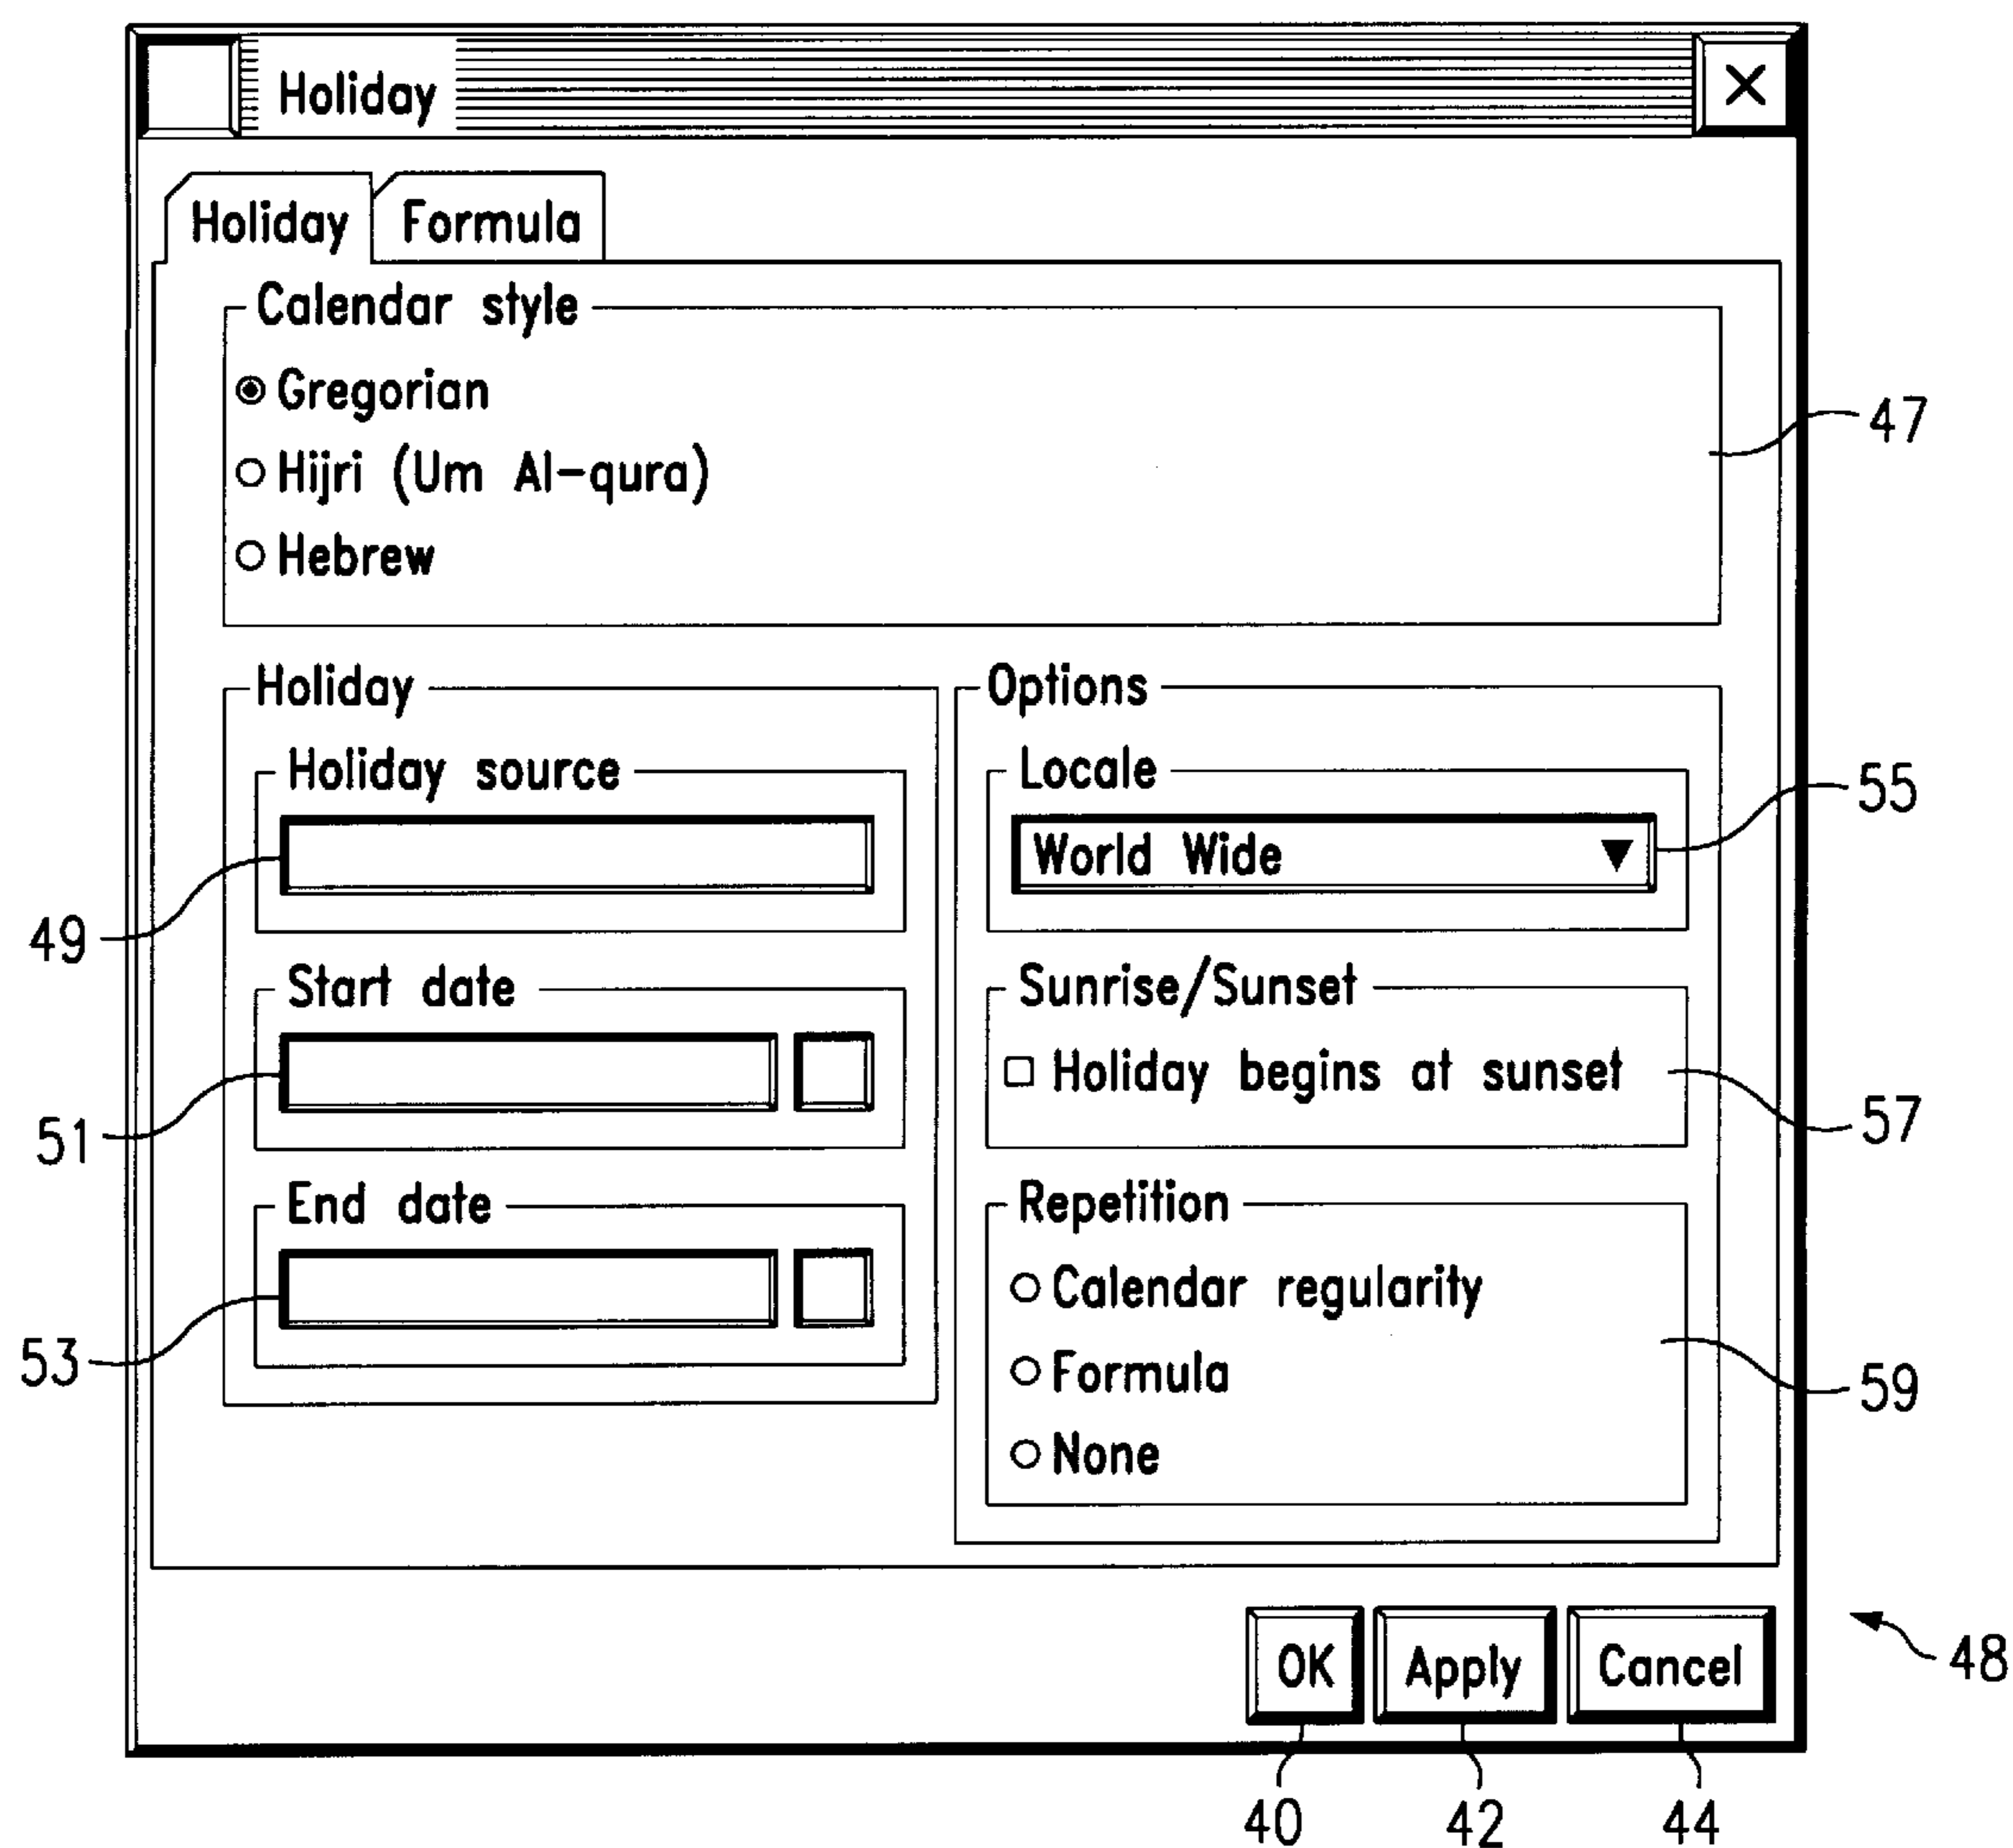 Holiday
Holiday Formula
Calendar style
Gregorian
47
Hijri (Um Al-qura)
Hebrew
Holiday
Holiday source
49
Start date
51
End date
53
Options
Locale
World Wide
55
Sunrise/Sunset
Holiday begins at sunset
57
Repetition
Calendar regularity
Formula
59
None
OK Apply Cancel
48
40 42 44